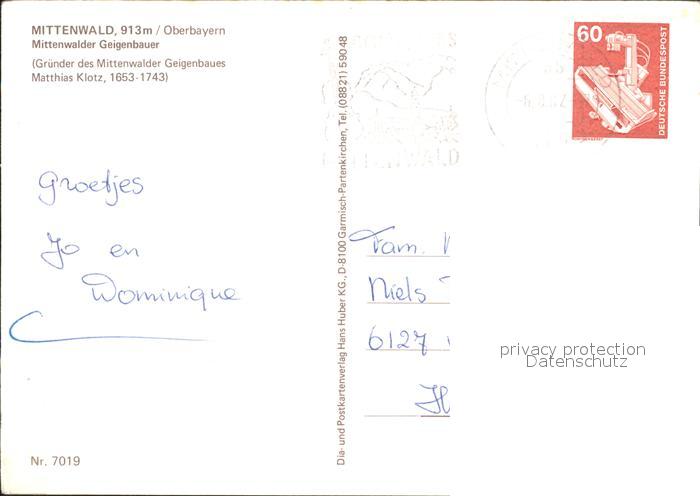 MITTENWALD, 913 m / Oberbayern
Mittenwalder Geigenbauer
(Gründer des Mittenwalder Geigenbaues
Matthias Klotz, 1653-1743)
Groetjes
Jo en
Dominique
Nr. 7019
Dia- und Postkartenverlag Hans Huber KG., D-8100 Garmisch-Partenkirchen, Tel. (08821) 59048
MITTENWALD
60
DEUTSCHE BUNDESPOST
Fam.
Niels
6127
privacy protection
Datenschutz